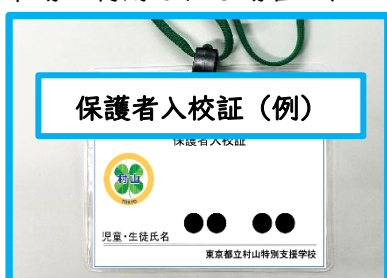 保護者入校証（例）
保護者入校証
村山
TOKYO
児童・生徒氏名 ●● ●●
東京都立村山特別支援学校